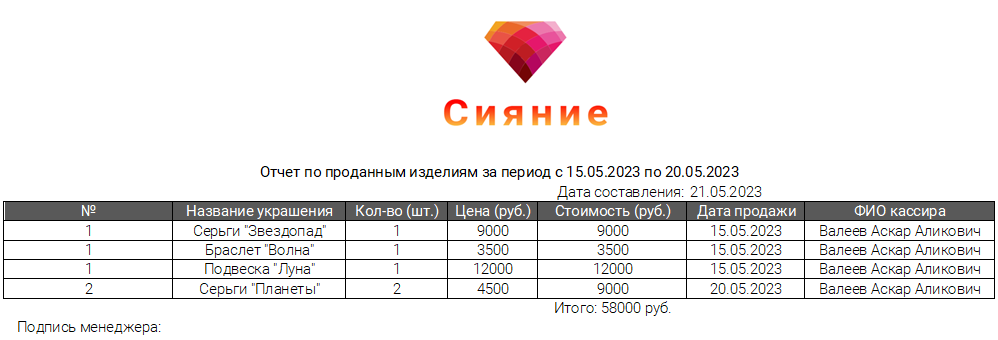 Сияние
Отчет по проданным изделиям за период с 15.05.2023 по 20.05.2023
Дата составления: 21.05.2023
№ Название украшения Кол-во (шт.) Цена (руб.) Стоимость (руб.) Дата продажи ФИО кассира
1 Серьги "Звездопад" 1 9000 9000 15.05.2023 Валеев Аскар Аликович
1 Браслет "Волна" 1 3500 3500 15.05.2023 Валеев Аскар Аликович
1 Подвеска "Луна" 1 12000 12000 15.05.2023 Валеев Аскар Аликович
2 Серьги "Планеты" 2 4500 9000 20.05.2023 Валеев Аскар Аликович
Итого: 58000 руб.
Подпись менеджера: